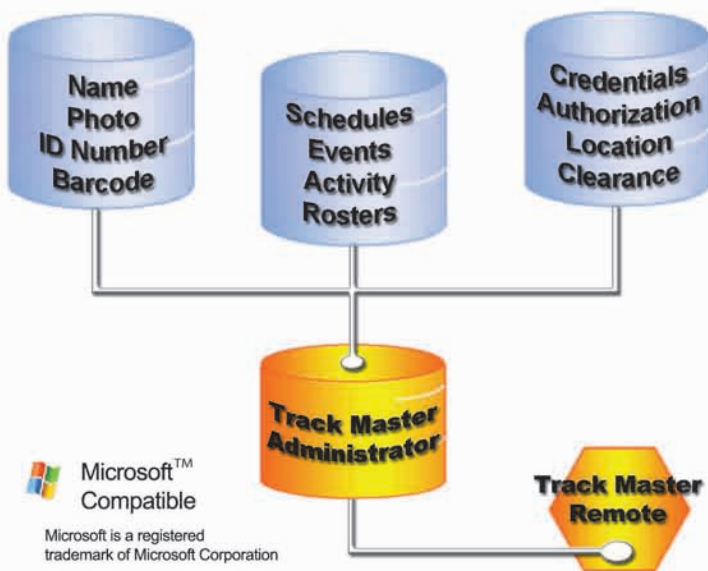 Name
Photo
ID Number
Barcode
Schedules
Events
Activity
Rosters
Credentials
Authorization
Location
Clearance
Track Master
Administrator
Track Master
Remote
Microsoft™
Compatible
Microsoft is a registered
trademark of Microsoft Corporation